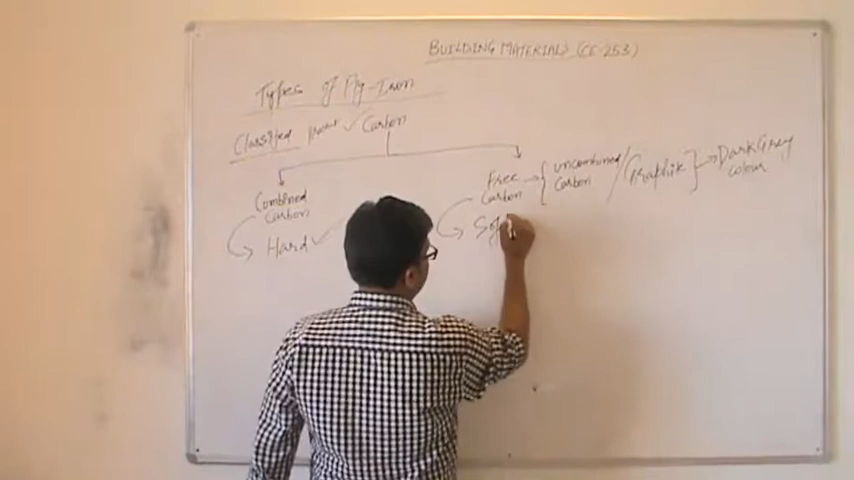 BUILDING MATERIALS (CE-253)
Types of Pig-Iron
Classified ✓ Carbon
Combined
Carbon
Hard ✓
Free
Carbon
Sof
uncombined
Carbon
/ Graphite
Dark Grey
colour